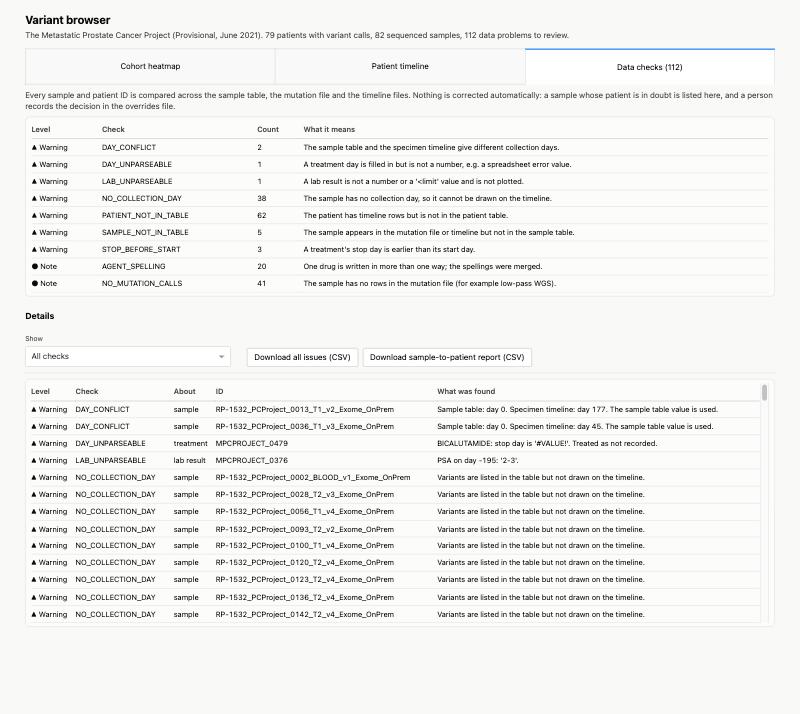 Variant browser
The Metastatic Prostate Cancer Project (Provisional, June 2021). 79 patients with variant calls, 82 sequenced samples, 112 data problems to review.
Cohort heatmap Patient timeline Data checks (112)
Every sample and patient ID is compared across the sample table, the mutation file and the timeline files. Nothing is corrected automatically: a sample whose patient is in doubt is listed here, and a person
records the decision in the overrides file.
Level Check Count What it means
▲ Warning DAY_CONFLICT 2 The sample table and the specimen timeline give different collection days.
▲ Warning DAY_UNPARSEABLE 1 A treatment day is filled in but is not a number, e.g. a spreadsheet error value.
▲ Warning LAB_UNPARSEABLE 1 A lab result is not a number or a '<limit' value and is not plotted.
▲ Warning NO_COLLECTION_DAY 38 The sample has no collection day, so it cannot be drawn on the timeline.
▲ Warning PATIENT_NOT_IN_TABLE 62 The patient has timeline rows but is not in the patient table.
▲ Warning SAMPLE_NOT_IN_TABLE 5 The sample appears in the mutation file or timeline but not in the sample table.
▲ Warning STOP_BEFORE_START 3 A treatment's stop day is earlier than its start day.
● Note AGENT_SPELLING 20 One drug is written in more than one way; the spellings were merged.
● Note NO_MUTATION_CALLS 41 The sample has no rows in the mutation file (for example low-pass WGS).
Details
Show
All checks Download all issues (CSV) Download sample-to-patient report (CSV)
Level Check About ID What was found
▲ Warning DAY_CONFLICT sample RP-1532_PCProject_0013_T1_v2_Exome_OnPrem Sample table: day 0. Specimen timeline: day 177. The sample table value is used.
▲ Warning DAY_CONFLICT sample RP-1532_PCProject_0036_T1_v3_Exome_OnPrem Sample table: day 0. Specimen timeline: day 45. The sample table value is used.
▲ Warning DAY_UNPARSEABLE treatment MPCPROJECT_0479 BICALUTAMIDE: stop day is '#VALUE!'. Treated as not recorded.
▲ Warning LAB_UNPARSEABLE lab result MPCPROJECT_0376 PSA on day -195: '2-3'.
▲ Warning NO_COLLECTION_DAY sample RP-1532_PCProject_0002_BLOOD_v1_Exome_OnPrem Variants are listed in the table but not drawn on the timeline.
▲ Warning NO_COLLECTION_DAY sample RP-1532_PCProject_0028_T2_v3_Exome_OnPrem Variants are listed in the table but not drawn on the timeline.
▲ Warning NO_COLLECTION_DAY sample RP-1532_PCProject_0056_T1_v4_Exome_OnPrem Variants are listed in the table but not drawn on the timeline.
▲ Warning NO_COLLECTION_DAY sample RP-1532_PCProject_0093_T2_v2_Exome_OnPrem Variants are listed in the table but not drawn on the timeline.
▲ Warning NO_COLLECTION_DAY sample RP-1532_PCProject_0100_T1_v4_Exome_OnPrem Variants are listed in the table but not drawn on the timeline.
▲ Warning NO_COLLECTION_DAY sample RP-1532_PCProject_0120_T2_v4_Exome_OnPrem Variants are listed in the table but not drawn on the timeline.
▲ Warning NO_COLLECTION_DAY sample RP-1532_PCProject_0123_T2_v4_Exome_OnPrem Variants are listed in the table but not drawn on the timeline.
▲ Warning NO_COLLECTION_DAY sample RP-1532_PCProject_0136_T2_v4_Exome_OnPrem Variants are listed in the table but not drawn on the timeline.
▲ Warning NO_COLLECTION_DAY sample RP-1532_PCProject_0142_T2_v4_Exome_OnPrem Variants are listed in the table but not drawn on the timeline.